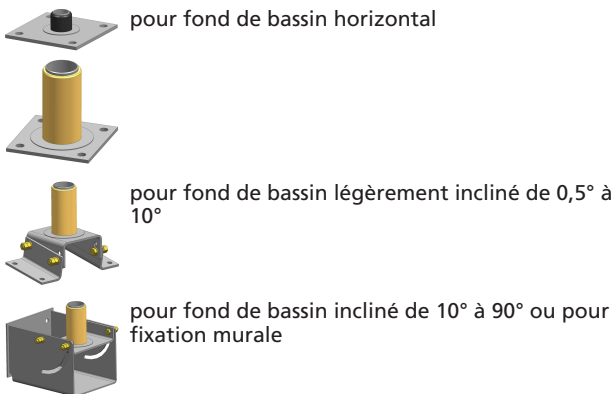 pour fond de bassin horizontal
pour fond de bassin légèrement incliné de 0,5° à
10°
pour fond de bassin incliné de 10° à 90° ou pour
fixation murale